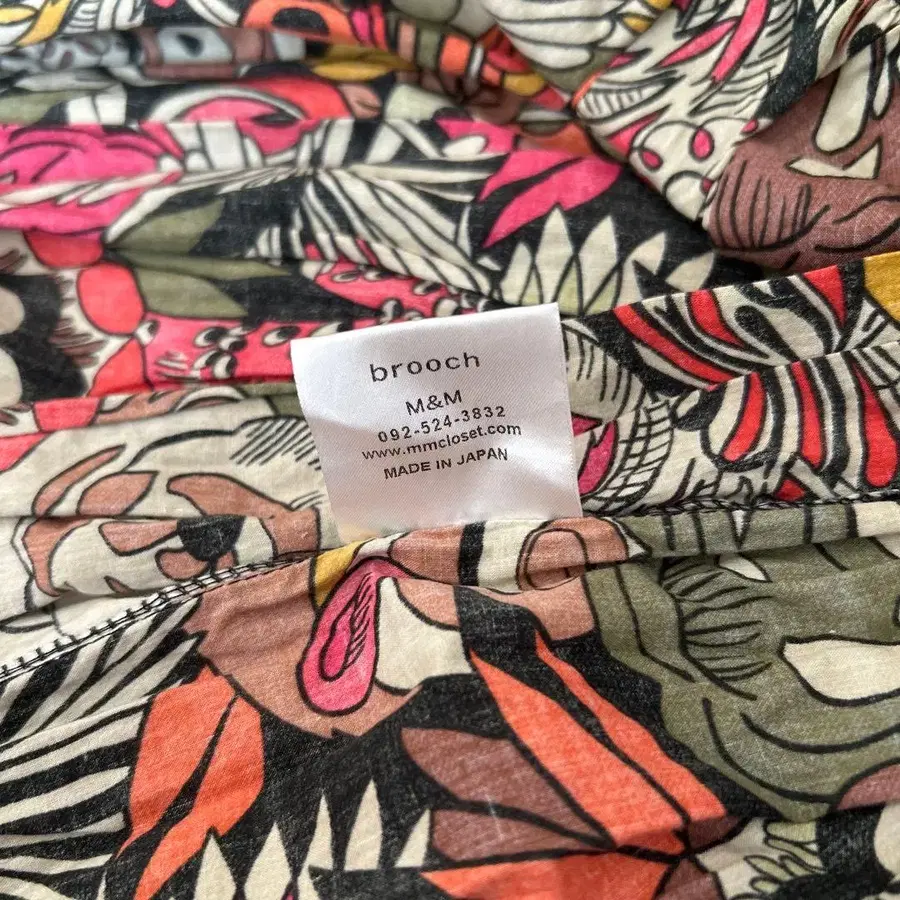 brooch
M&M
092-524-3832
www.mmcloset.com
MADE IN JAPAN